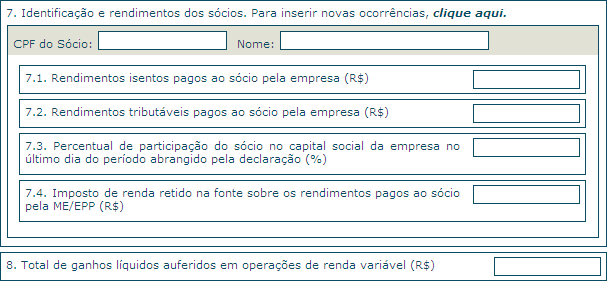 7. Identificação e rendimentos dos sócios. Para inserir novas ocorrências, clique aqui.
CPF do Sócio: Nome:
7.1. Rendimentos isentos pagos ao sócio pela empresa (R$)
7.2. Rendimentos tributáveis pagos ao sócio pela empresa (R$)
7.3. Percentual de participação do sócio no capital social da empresa no
último dia do período abrangido pela declaração (%)
7.4. Imposto de renda retido na fonte sobre os rendimentos pagos ao sócio
pela ME/EPP (R$)
8. Total de ganhos líquidos auferidos em operações de renda variável (R$)